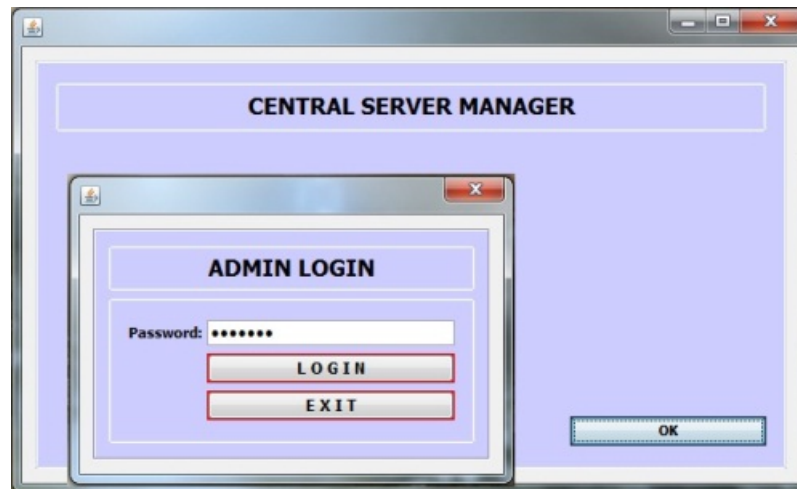 CENTRAL SERVER MANAGER
ADMIN LOGIN
Password: •••••••
LOGIN
EXIT
OK